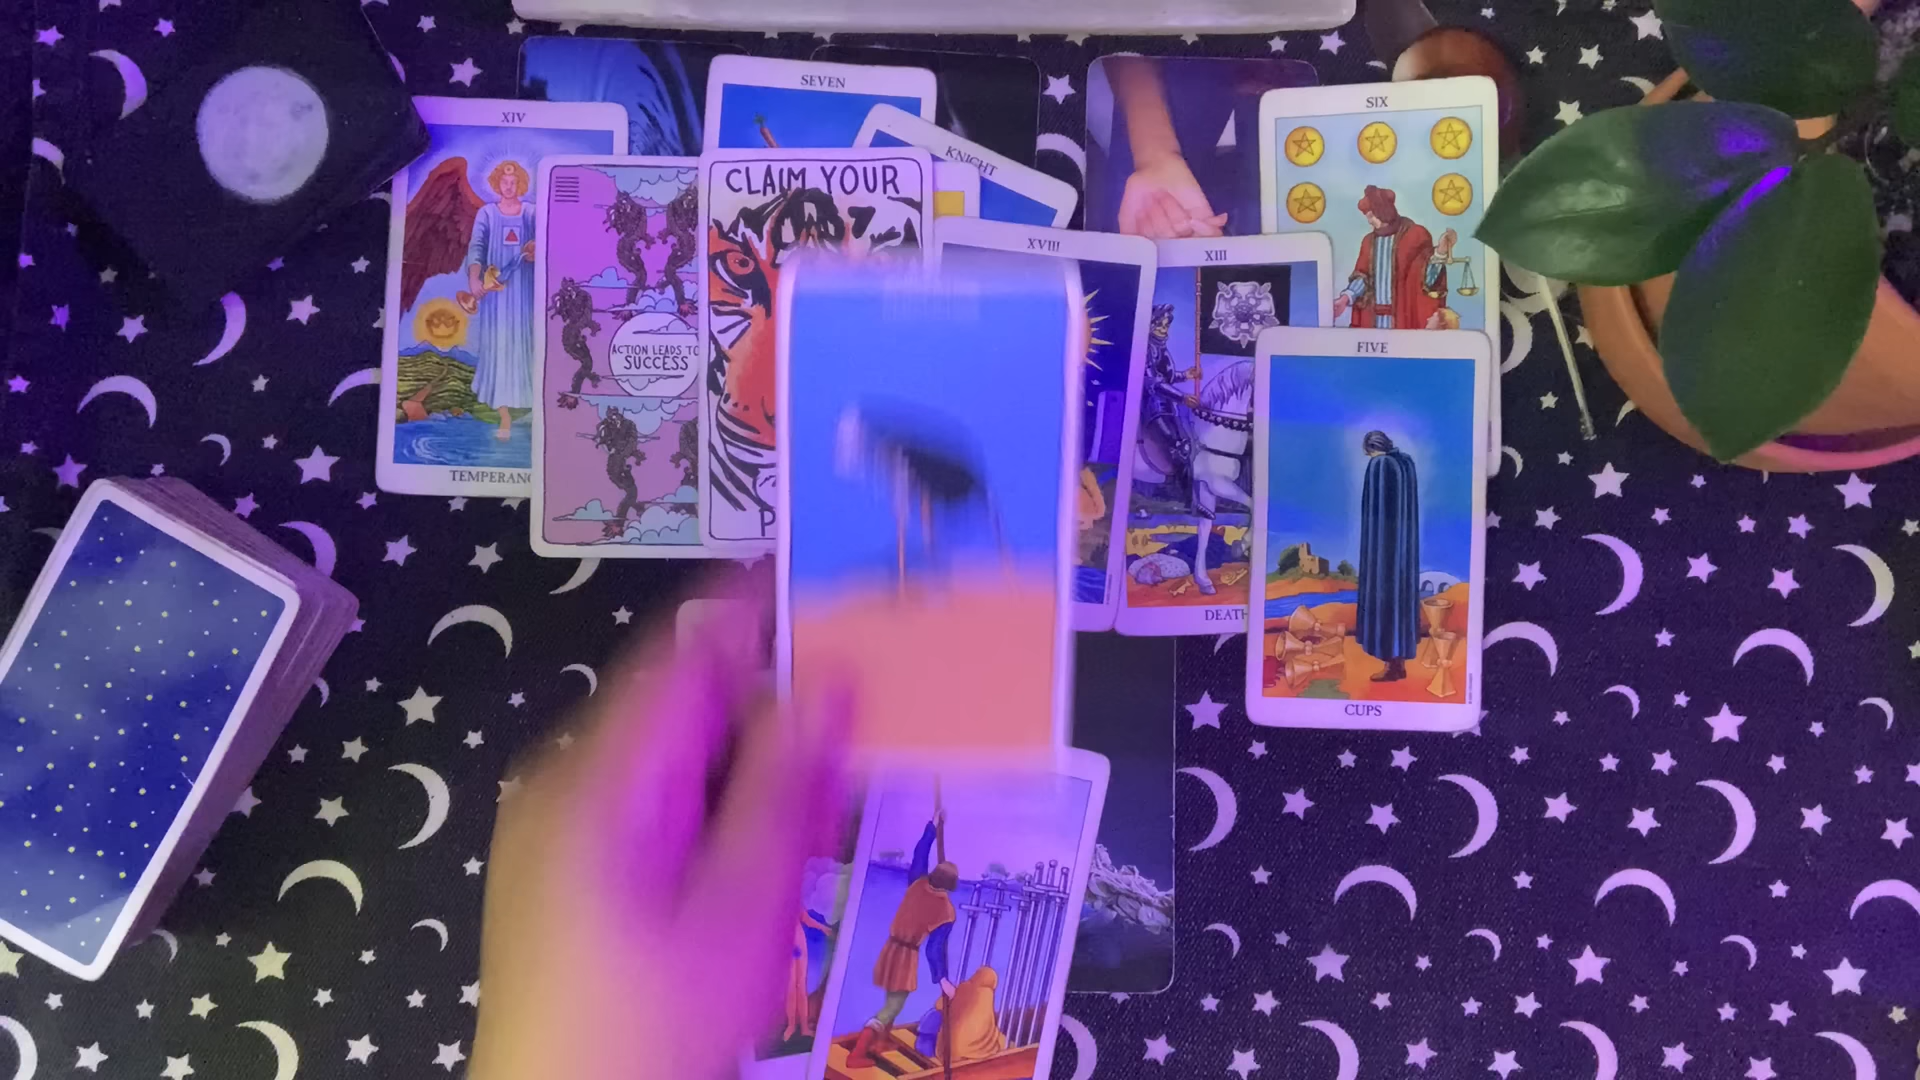 SEVEN
SIX
XIV
KNIGHT
CLAIM YOUR
XVIII
XIII
ACTION LEADS TO
SUCCESS
FIVE
TEMPERANC
P
DEATH
CUPS